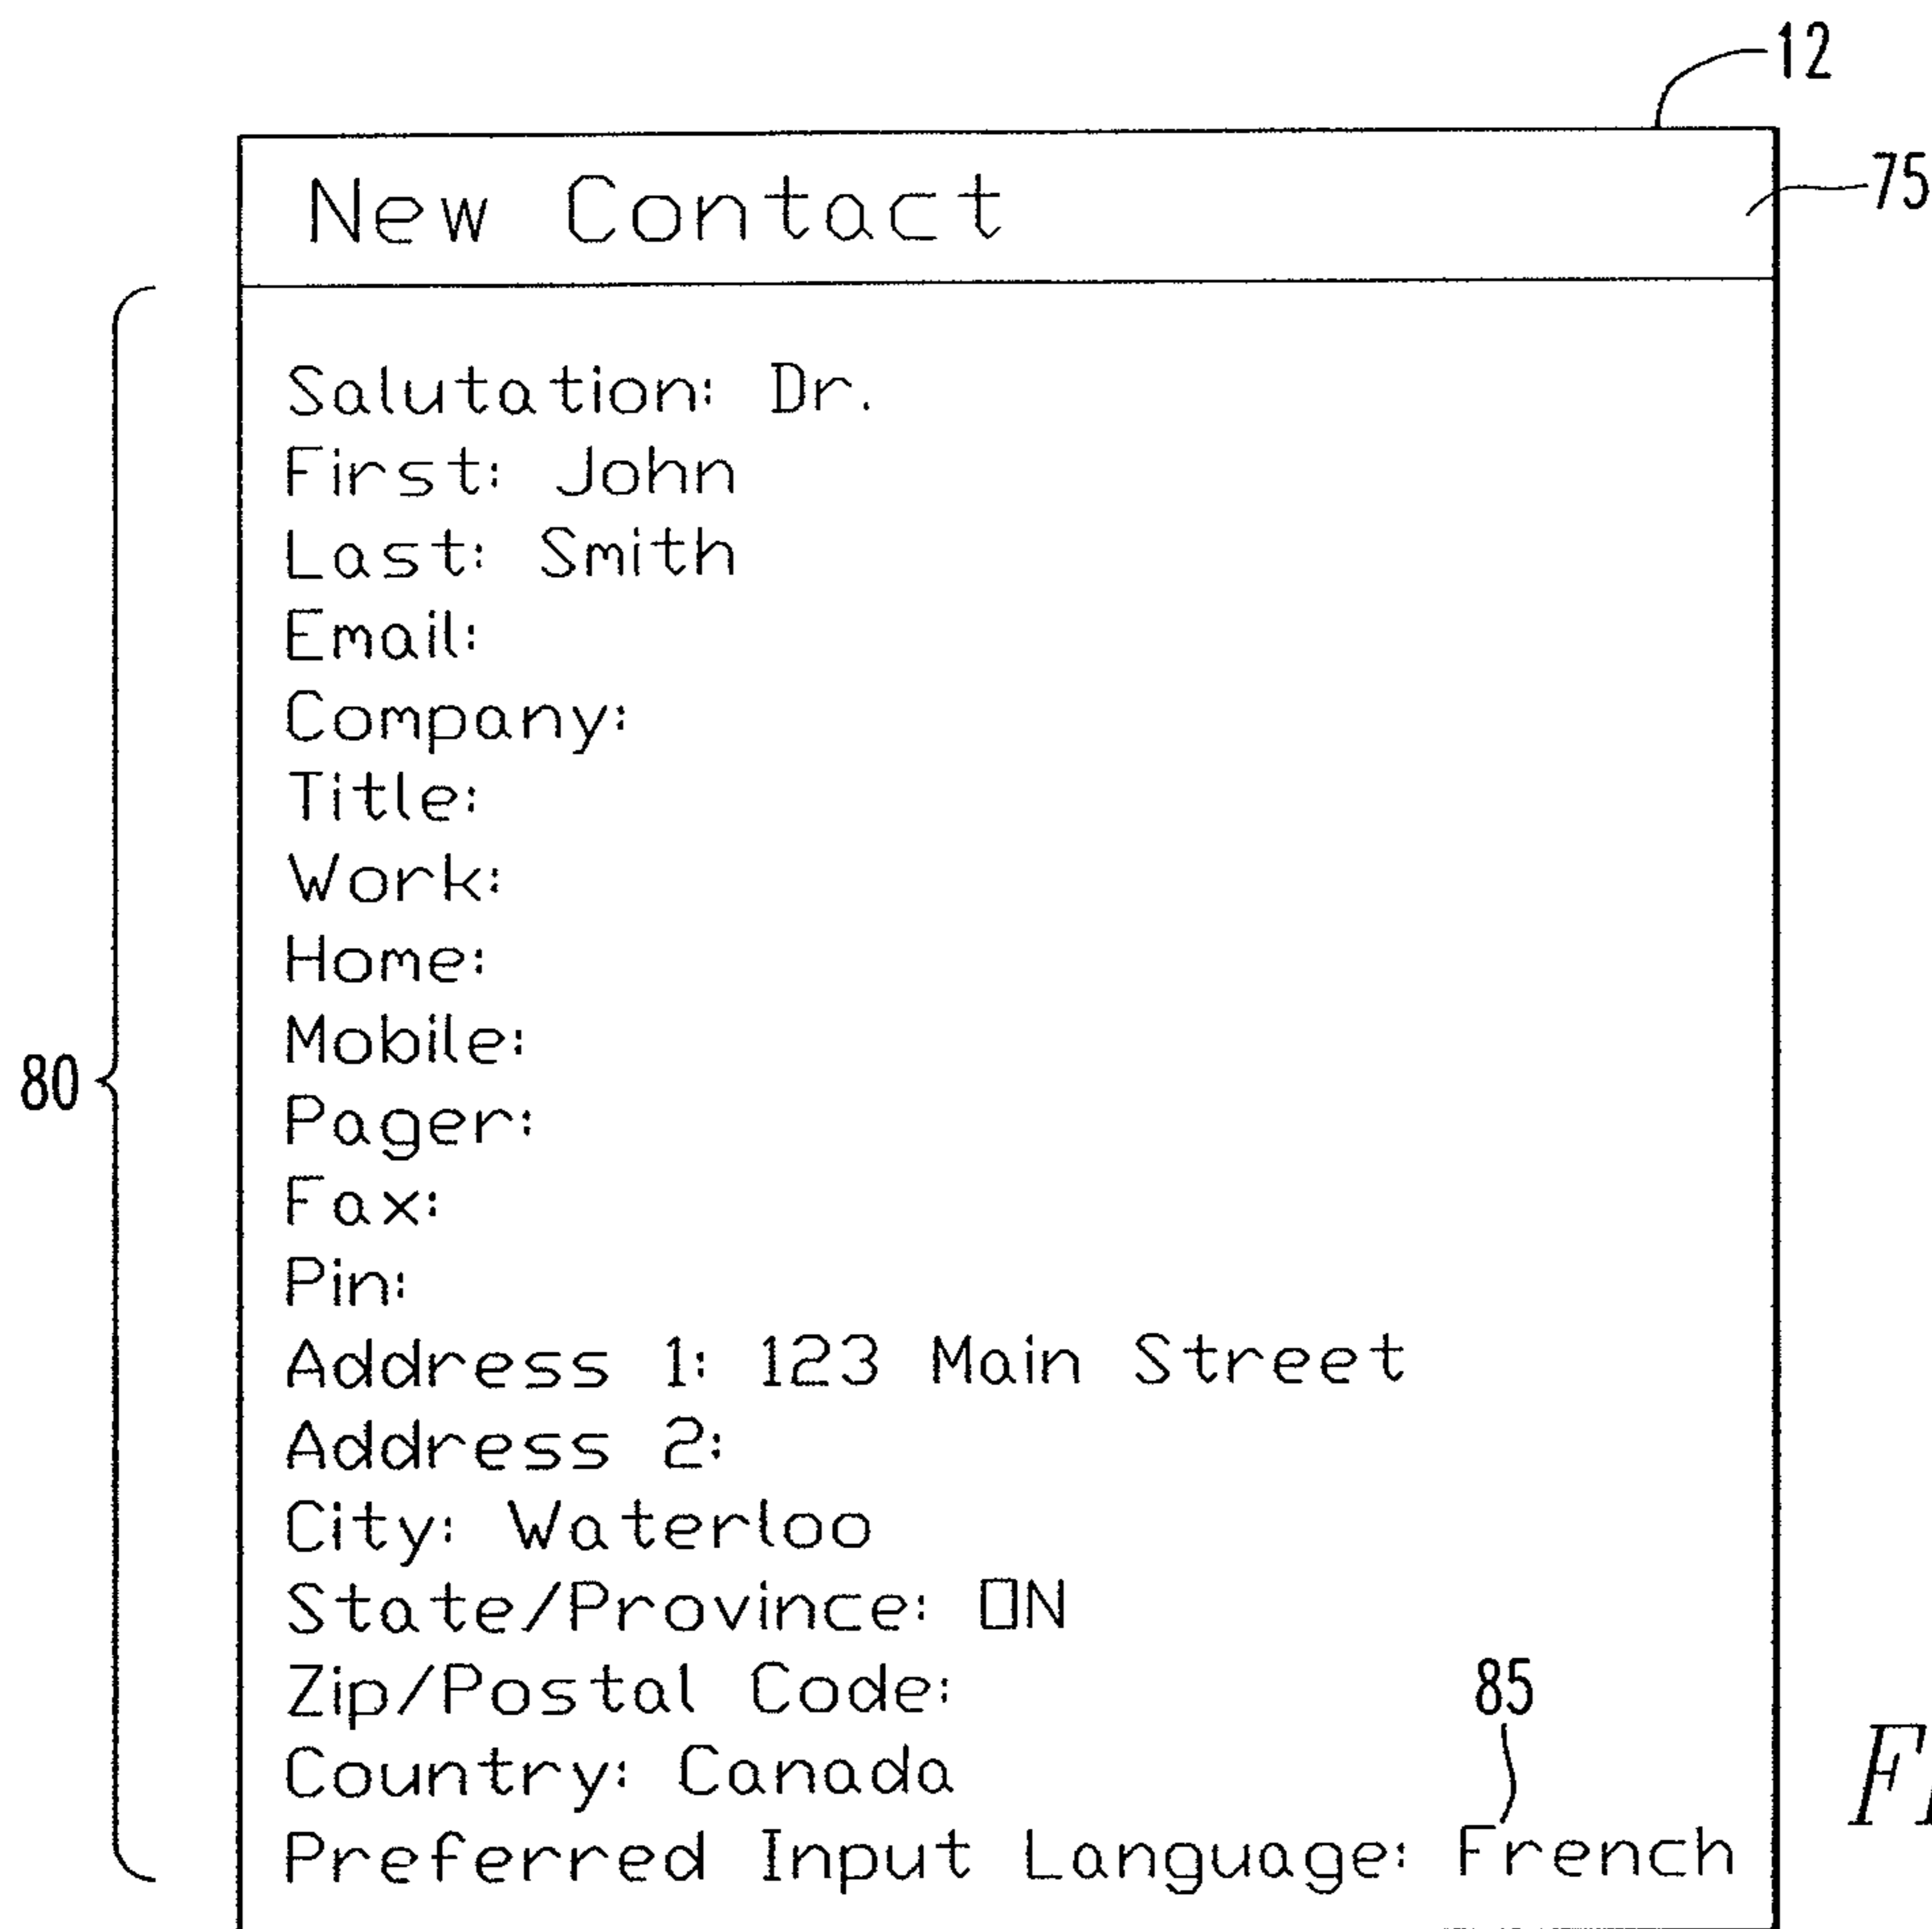 12
New Contact
75
Salutation: Dr.
First: John
Last: Smith
Email:
Company:
Title:
Work:
Home:
Mobile:
80
Pager:
Fax:
Pin:
Address 1: 123 Main Street
Address 2:
City: Waterloo
State/Province: ON
Zip/Postal Code:
85
Country: Canada
Preferred Input Language: French